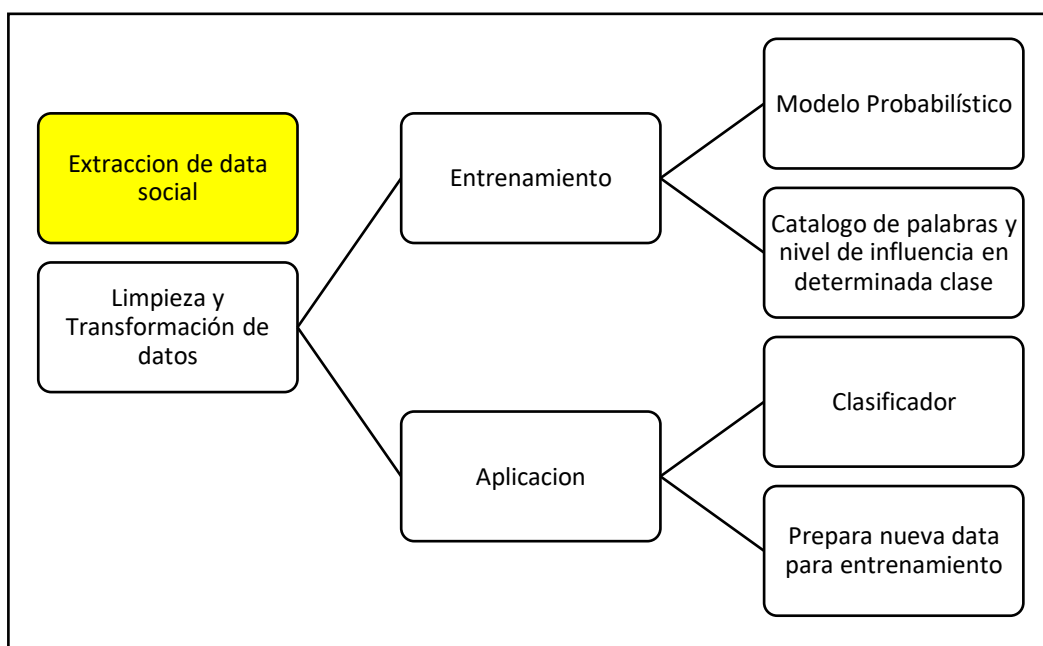 Extraccion de data
social
Limpieza y
Transformación de
datos
Entrenamiento
Aplicacion
Modelo Probabilístico
Catalogo de palabras y
nivel de influencia en
determinada clase
Clasificador
Prepara nueva data
para entrenamiento